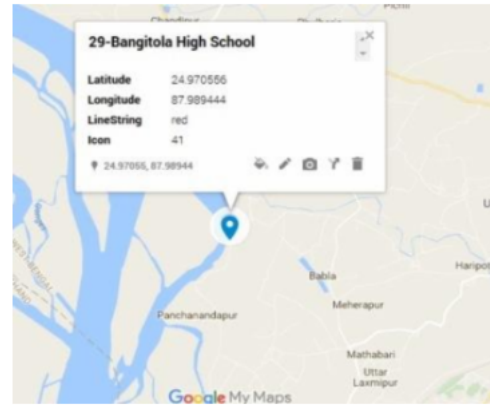 29-Bangitola High School
Latitude 24.970556
Longitude 87.989444
LineString red
Icon 41
24.97055, 87.98944
Babla
Haripot
Meherapur
Panchanandapur
Mathabari
Uttar
Laxmipur
Google My Maps